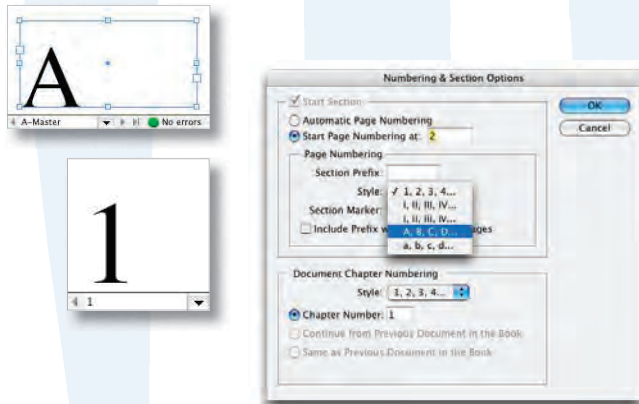 A
A-Master
No errors
1
1
Numbering & Section Options
Start Section
Automatic Page Numbering
Start Page Numbering at: 2
Page Numbering
Section Prefix:
Style: 1, 2, 3, 4...
I, II, III, IV...
Section Marker:
i, ii, iii, iv...
A, B, C, D...
Include Prefix w
ages
a, b, c, d...
Document Chapter Numbering
Style: 1, 2, 3, 4...
Chapter Number: 1
Continue from Previous Document in the Book
Same as Previous Document in the Book
OK
Cancel